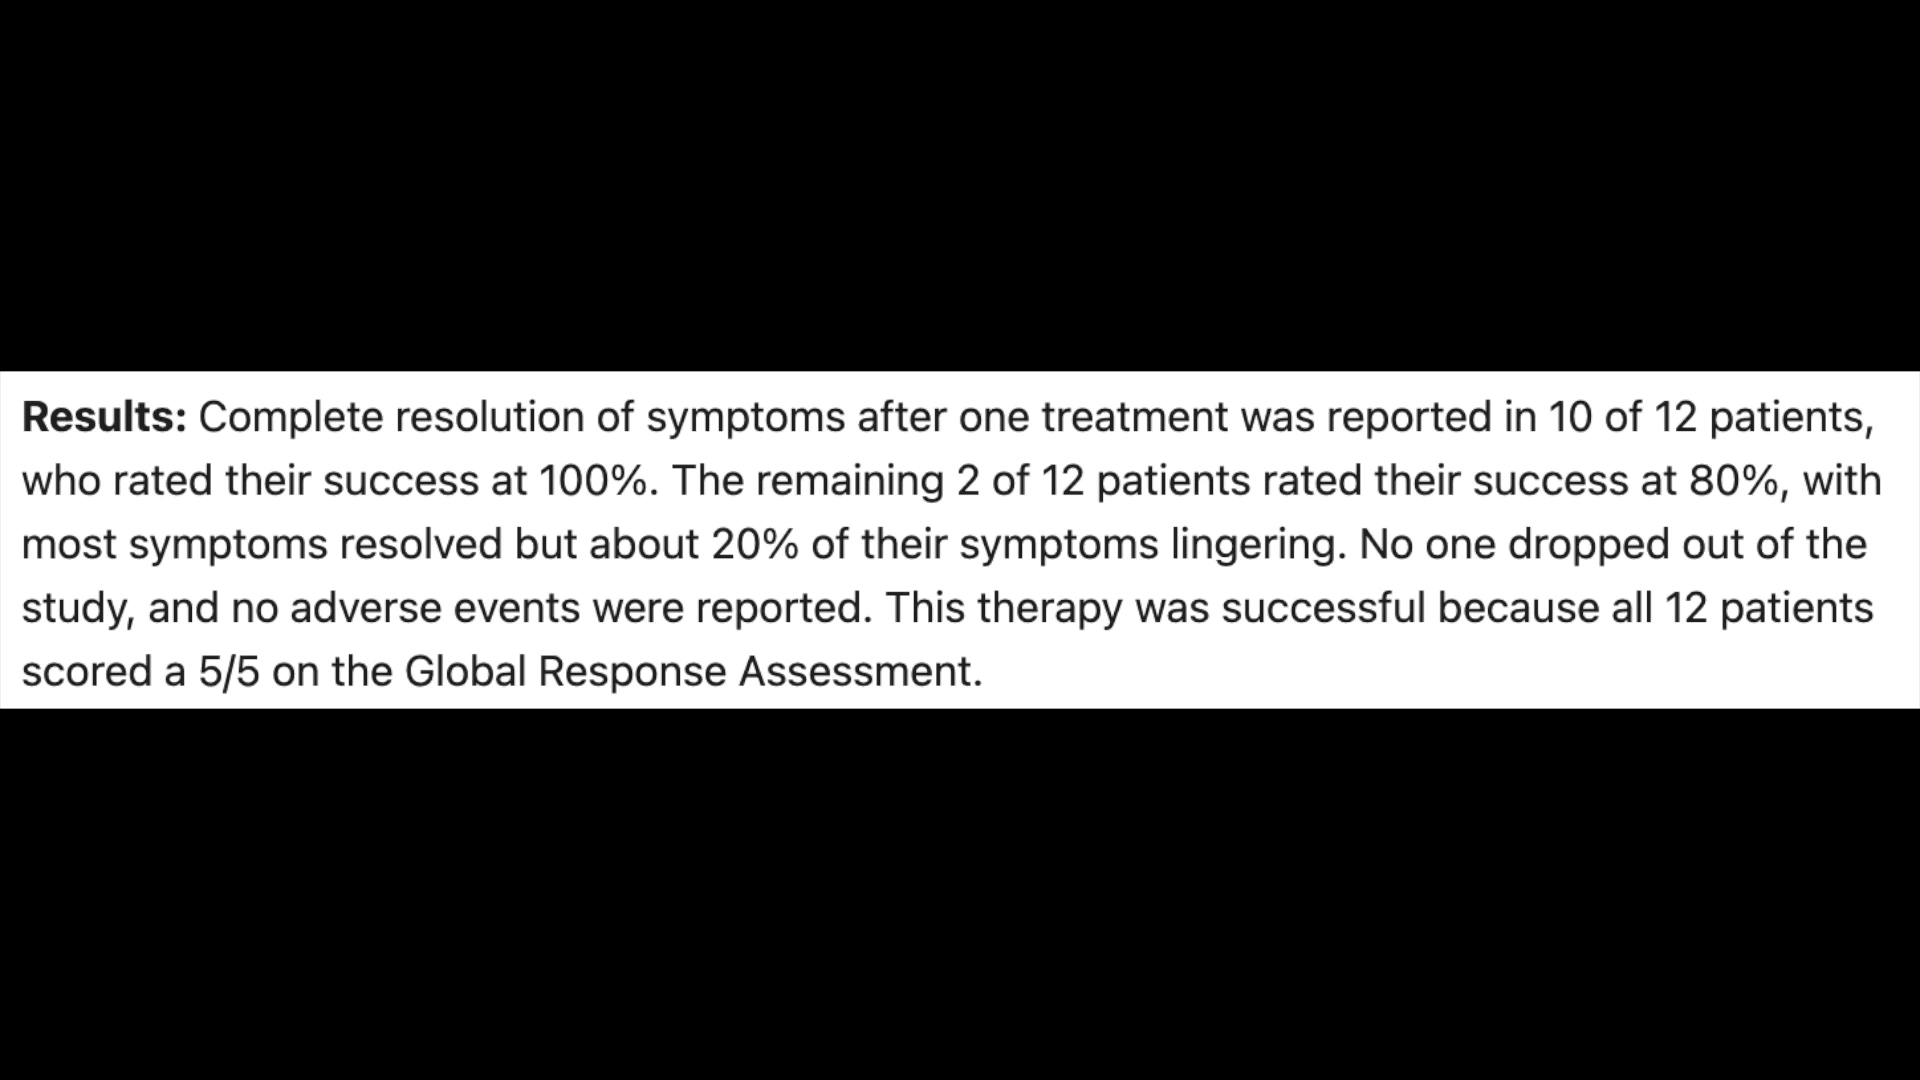 Results: Complete resolution of symptoms after one treatment was reported in 10 of 12 patients,
who rated their success at 100%. The remaining 2 of 12 patients rated their success at 80%, with
most symptoms resolved but about 20% of their symptoms lingering. No one dropped out of the
study, and no adverse events were reported. This therapy was successful because all 12 patients
scored a 5/5 on the Global Response Assessment.